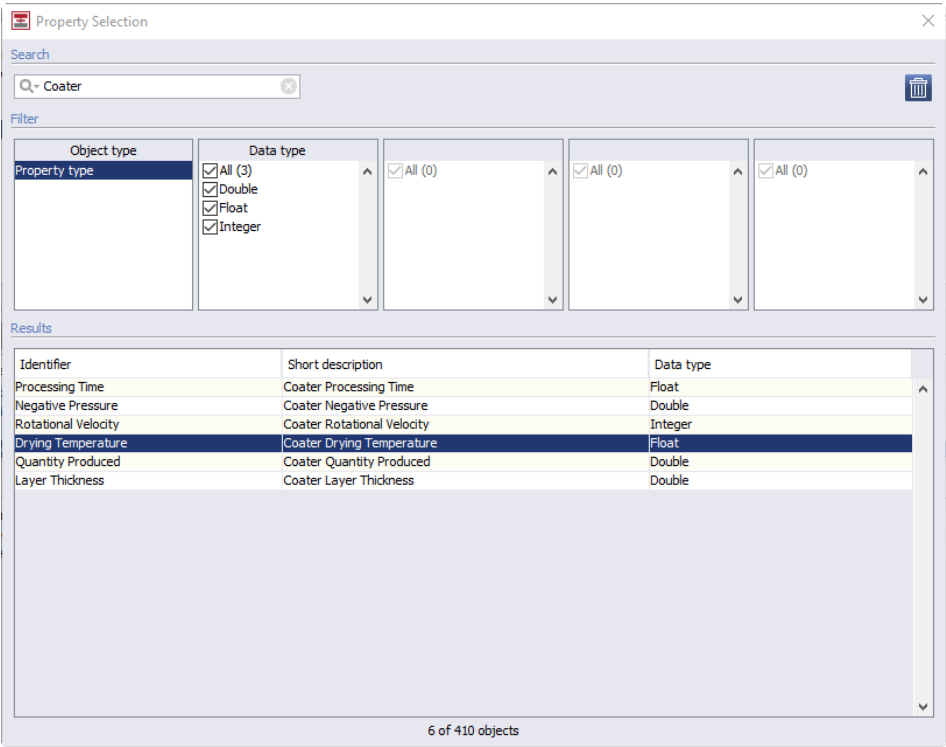 Property Selection
Search
Coater
Filter
Object type Data type
Property type All (3) All (0) All (0) All (0)
Double
Float
Integer
Results
Identifier Short description Data type
Processing Time Coater Processing Time Float
Negative Pressure Coater Negative Pressure Double
Rotational Velocity Coater Rotational Velocity Integer
Drying Temperature Coater Drying Temperature Float
Quantity Produced Coater Quantity Produced Double
Layer Thickness Coater Layer Thickness Double
6 of 410 objects